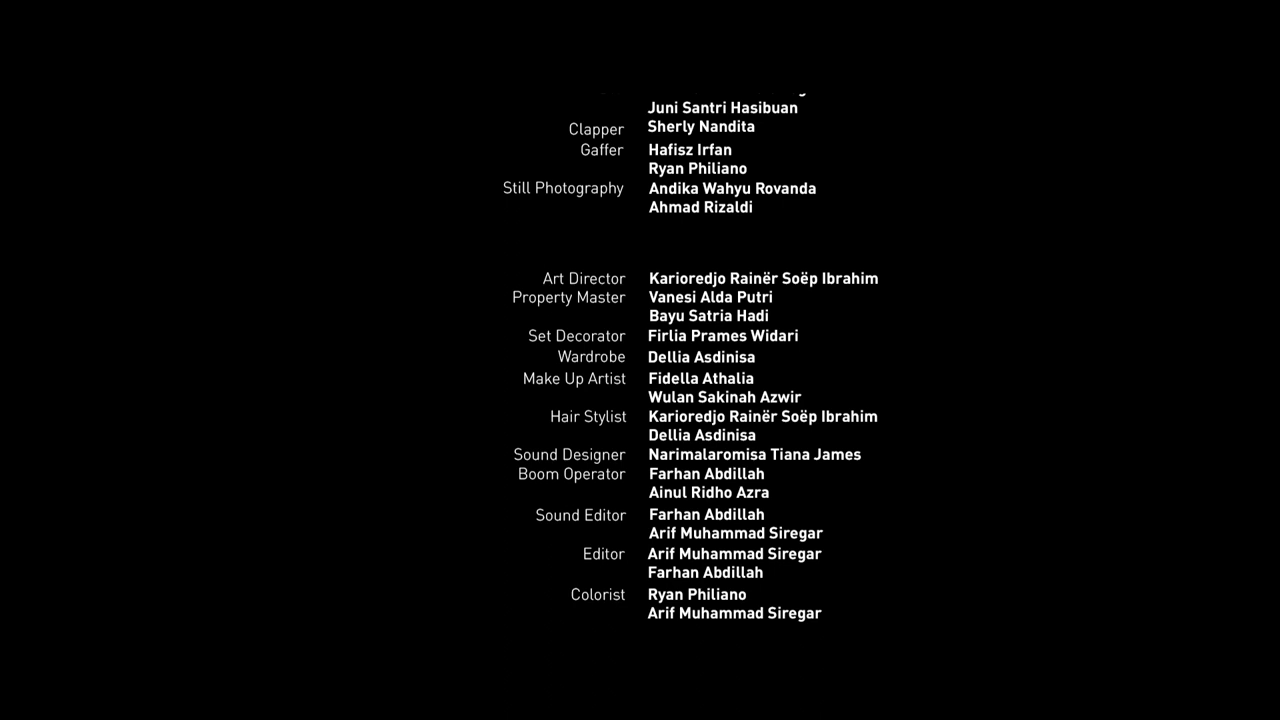 Juni Santri Hasibuan
Clapper Sherly Nandita
Gaffer Hafisz Irfan
Ryan Philiano
Still Photography Andika Wahyu Rovanda
Ahmad Rizaldi
Art Director Karioredjo Rainër Soëp Ibrahim
Property Master Vanesi Alda Putri
Bayu Satria Hadi
Set Decorator Firlia Prames Widari
Wardrobe Dellia Asdinisa
Make Up Artist Fidella Athalia
Wulan Sakinah Azwir
Hair Stylist Karioredjo Rainër Soëp Ibrahim
Dellia Asdinisa
Sound Designer Narimalaromisa Tiana James
Boom Operator Farhan Abdillah
Ainul Ridho Azra
Sound Editor Farhan Abdillah
Arif Muhammad Siregar
Editor Arif Muhammad Siregar
Farhan Abdillah
Colorist Ryan Philiano
Arif Muhammad Siregar